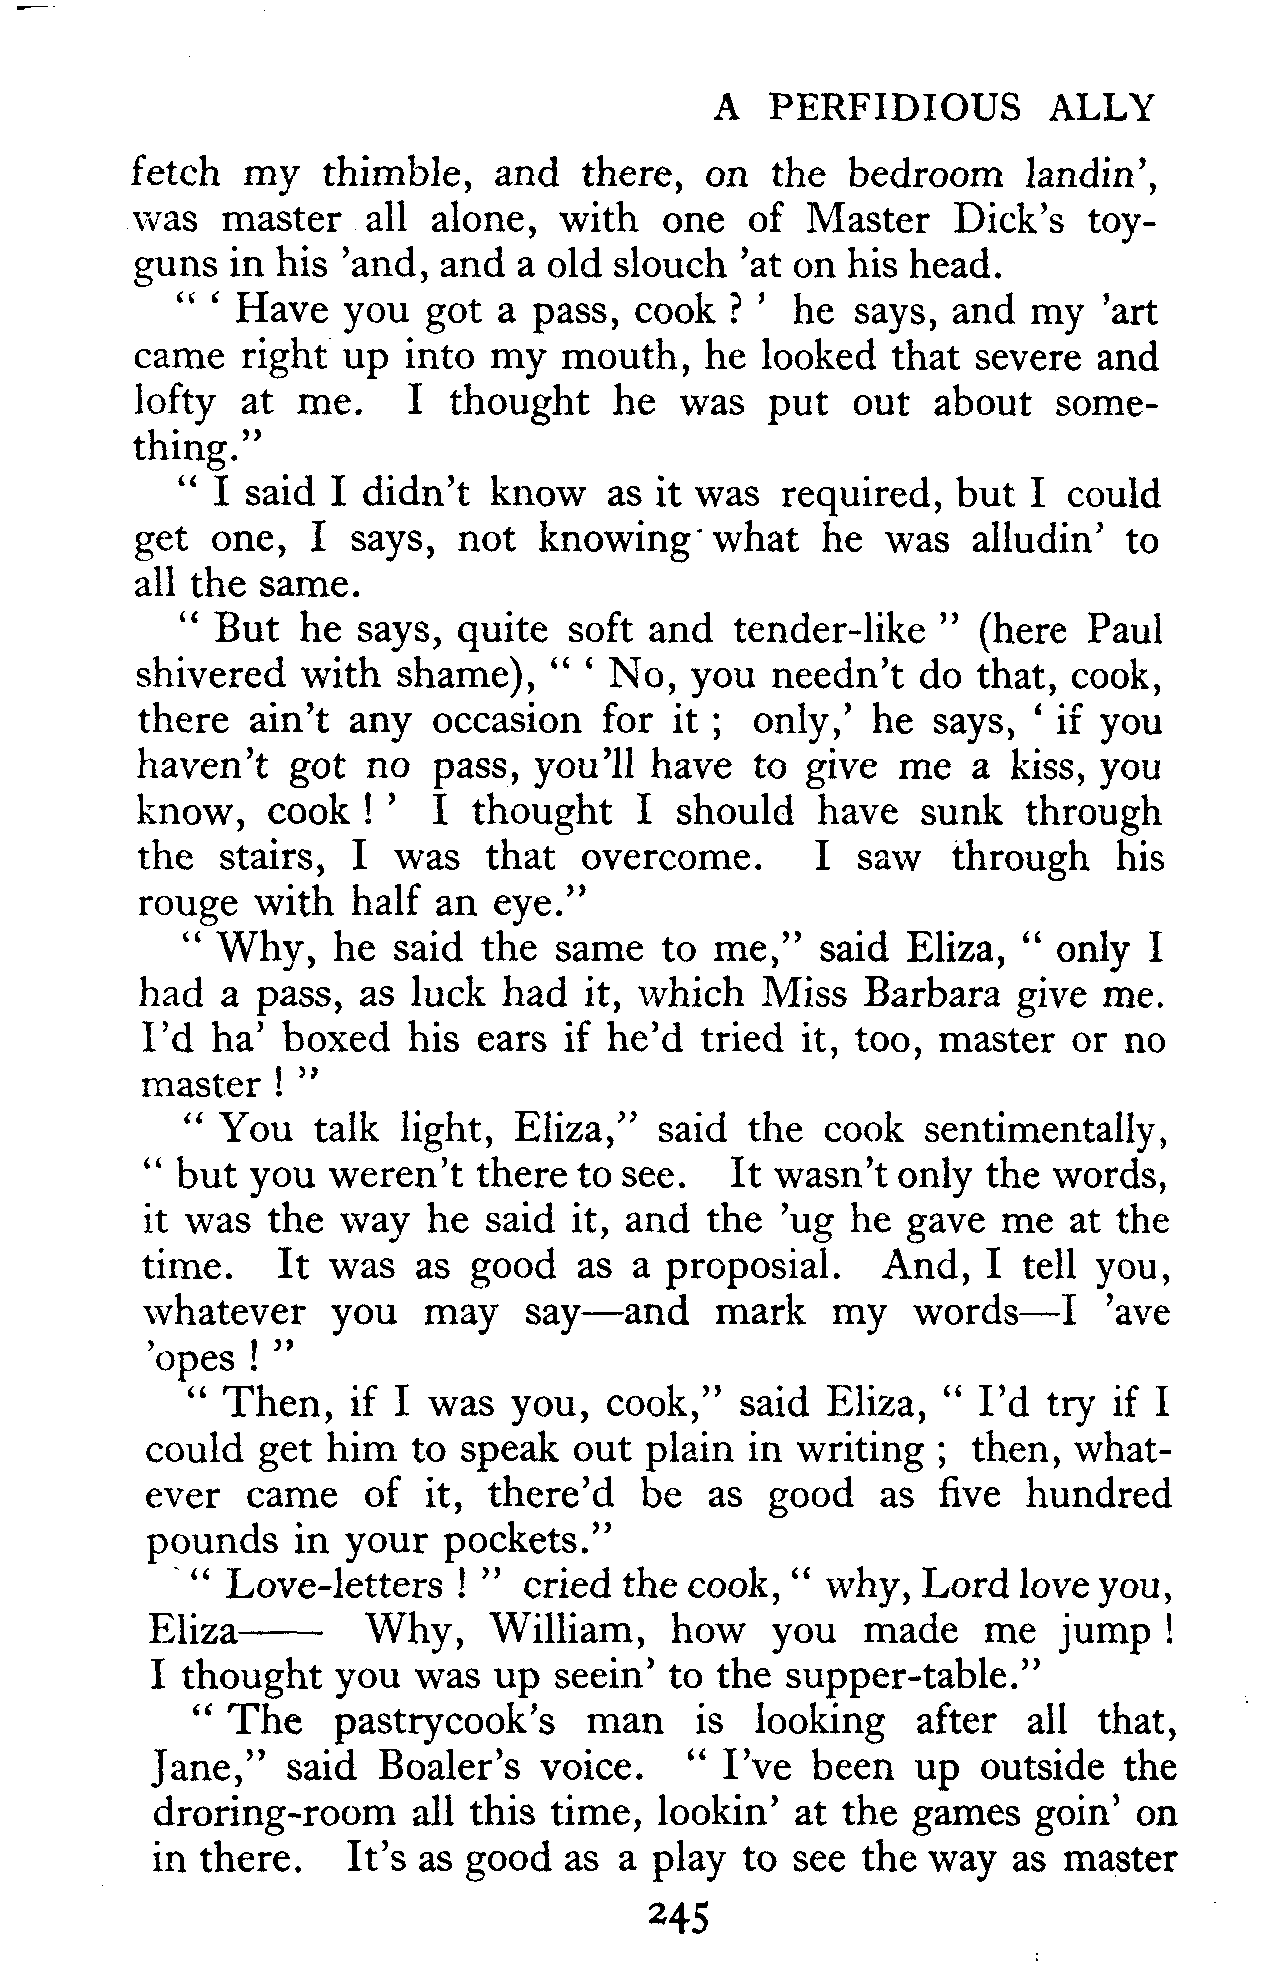 A PERFIDIOUS ALLY
fetch my thimble, and there, on the bedroom landin',
was master all alone, with one of Master Dick's toy-
guns in his 'and, and a old slouch 'at on his head.
" ' Have you got a pass, cook ? ' he says, and my 'art
came right up into my mouth, he looked that severe and
lofty at me. I thought he was put out about some-
thing."
" I said I didn't know as it was required, but I could
get one, I says, not knowing what he was alludin' to
all the same.
" But he says, quite soft and tender-like " (here Paul
shivered with shame), " ' No, you needn't do that, cook,
there ain't any occasion for it ; only,' he says, ' if you
haven't got no pass, you'll have to give me a kiss, you
know, cook ! ' I thought I should have sunk through
the stairs, I was that overcome. I saw through his
rouge with half an eye."
" Why, he said the same to me," said Eliza, " only I
had a pass, as luck had it, which Miss Barbara give me.
I'd ha' boxed his ears if he'd tried it, too, master or no
master ! "
" You talk light, Eliza," said the cook sentimentally,
" but you weren't there to see. It wasn't only the words,
it was the way he said it, and the 'ug he gave me at the
time. It was as good as a proposial. And, I tell you,
whatever you may say—and mark my words—I 'ave
'opes ! "
" Then, if I was you, cook," said Eliza, " I'd try if I
could get him to speak out plain in writing ; then, what-
ever came of it, there'd be as good as five hundred
pounds in your pockets."
" Love-letters ! " cried the cook, " why, Lord love you,
Eliza—— Why, William, how you made me jump !
I thought you was up seein' to the supper-table."
" The pastrycook's man is looking after all that,
Jane," said Boaler's voice. " I've been up outside the
droring-room all this time, lookin' at the games goin' on
in there. It's as good as a play to see the way as master
245